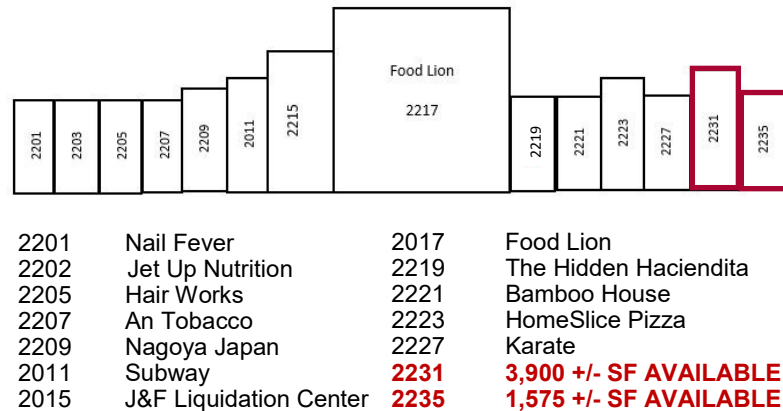 2201
2203
2205
2207
2209
2011
2215
Food Lion
2217
2219
2221
2223
2227
2231
2235
2201 Nail Fever
2202 Jet Up Nutrition
2205 Hair Works
2207 An Tobacco
2209 Nagoya Japan
2011 Subway
2015 J&F Liquidation Center
2017 Food Lion
2219 The Hidden Haciendita
2221 Bamboo House
2223 HomeSlice Pizza
2227 Karate
2231 3,900 +/- SF AVAILABLE
2235 1,575 +/- SF AVAILABLE